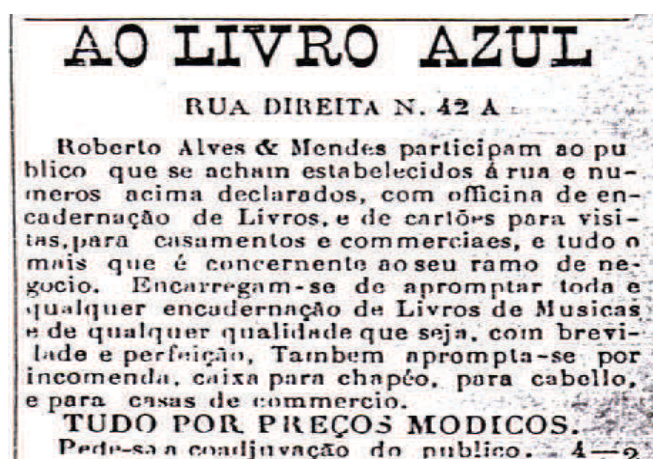 AO LIVRO AZUL
RUA DIREITA N. 42 A
Roberto Alves & Mendes participam ao pu
blico que se acham estabelecidos á rua e nu-
meros acima declarados, com officina de en-
cadernação de Livros, e de cartões para visi-
tas, para casamentos e commerciaes, e tudo o
mais que é concernente ao seu ramo de ne-
gocio. Encarregam-se de apromptar toda e
qualquer encadernação de Livros de Musicas
e de qualquer qualidade que seja, com brevi-
dade e perfeição, Tambem aprompta-se por
incomenda, caixa para chapéo, para cabello,
e para casas de commercio.
TUDO POR PREÇOS MODICOS.
Pede-se a coadjuvação do publico. 4—2